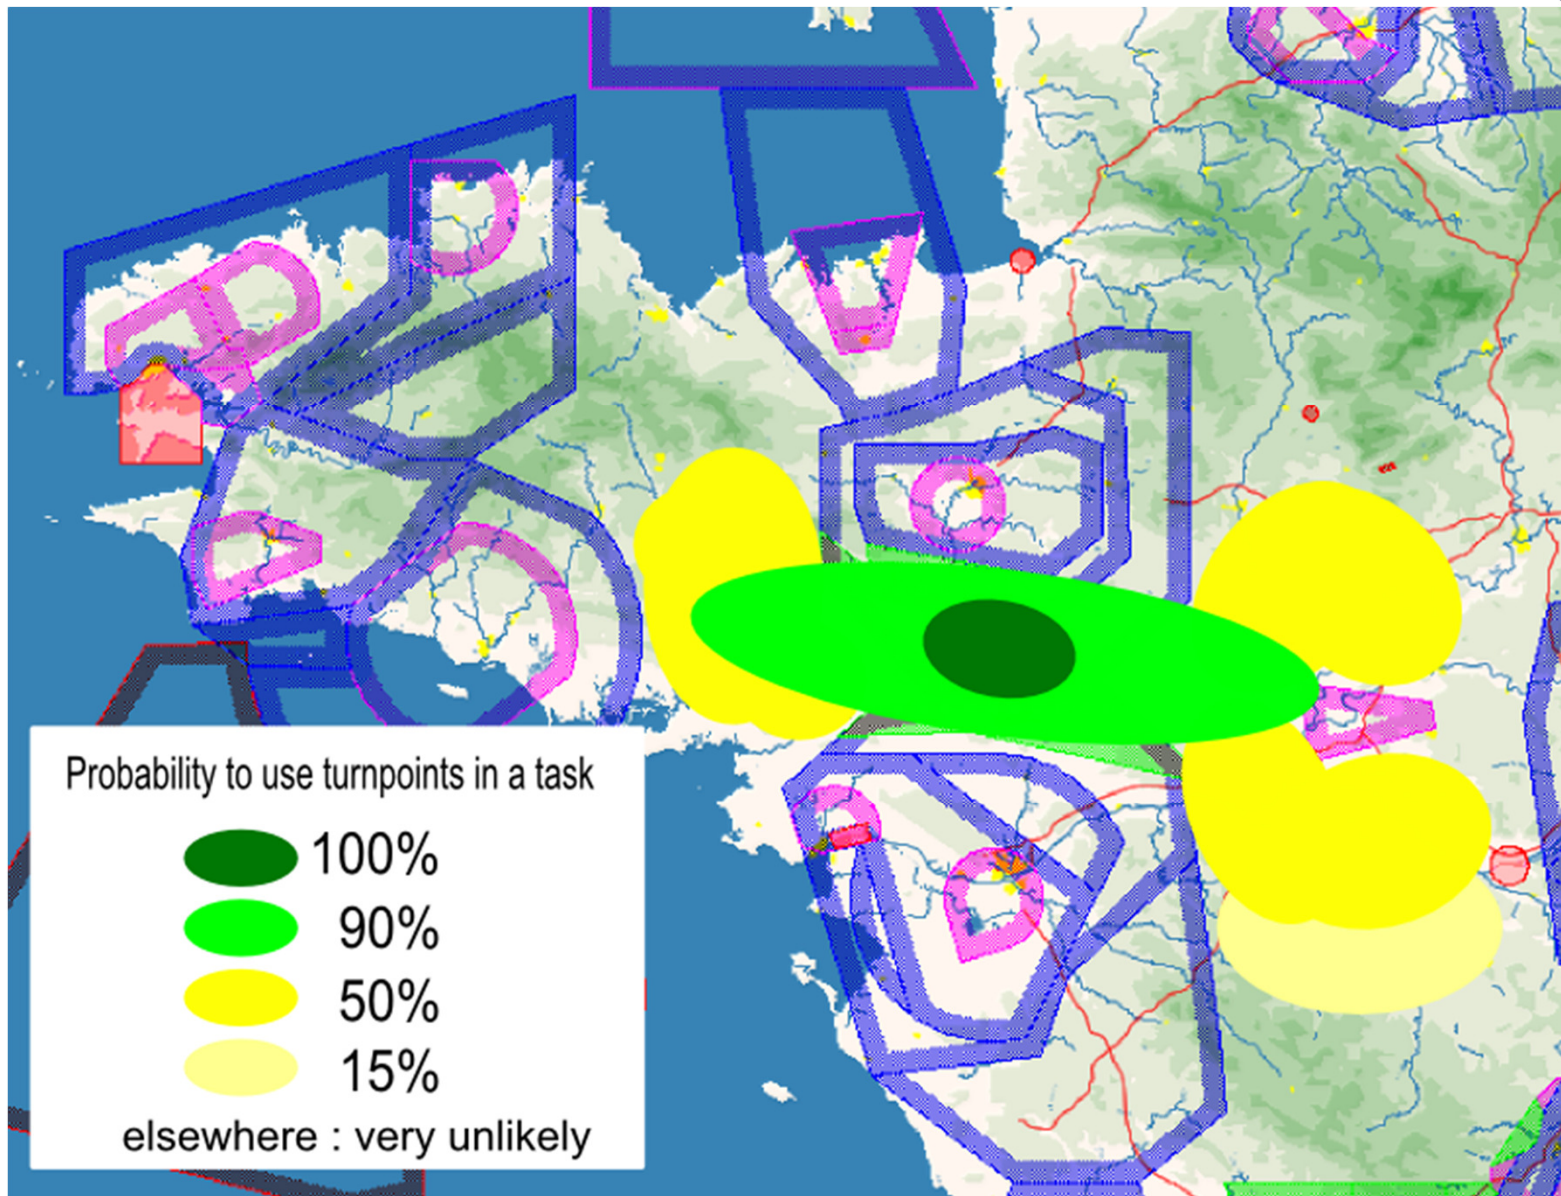 Probability to use turnpoints in a task
100%
90%
50%
15%
elsewhere : very unlikely